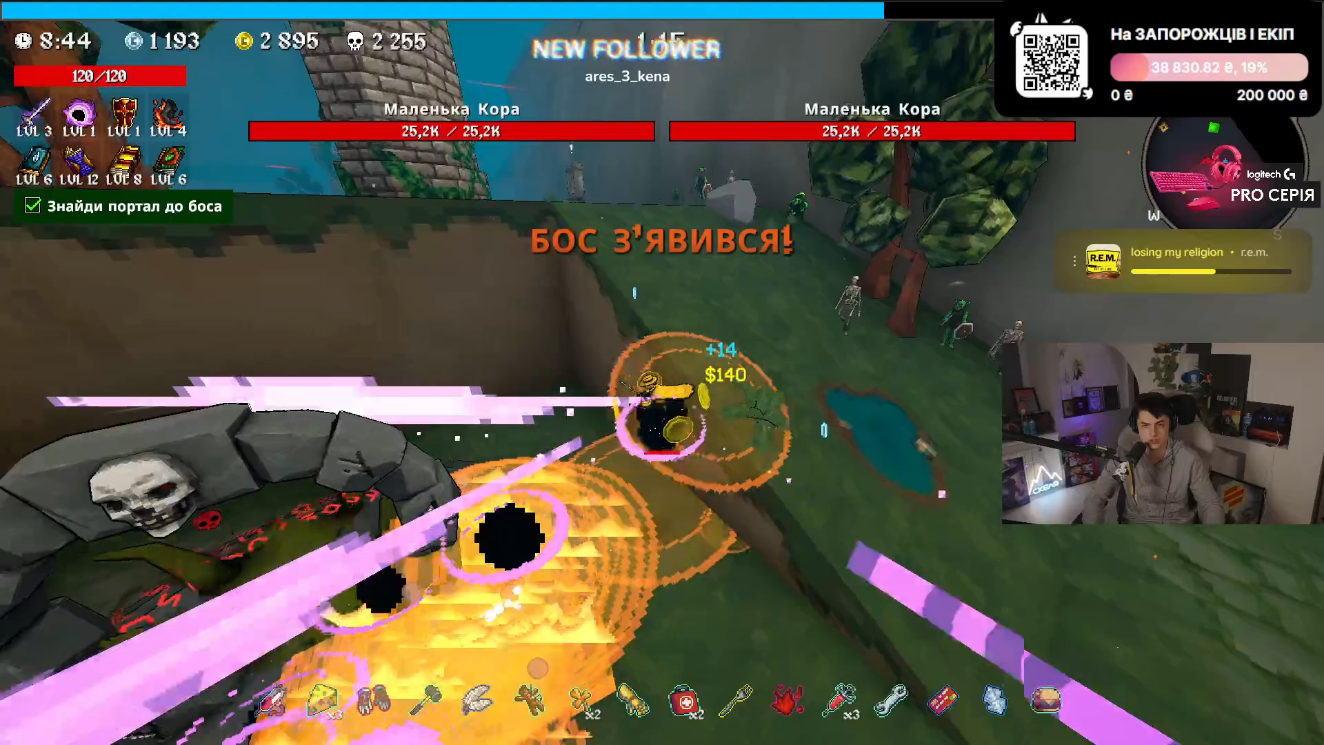 8:44
1 193
2 895
2 255
NEW FOLLOWER
ares_3_kena
На ЗАПОРОЖЦІВ І ЕКІП
38 830.82 ₴, 19%
0 ₴
200 000 ₴
120/120
Маленька Кора
25,2K / 25,2K
Маленька Кора
25,2K / 25,2K
LVL 3
LVL 1
LVL 1
LVL 4
LVL 6
LVL 12
LVL 8
LVL 6
Знайди портал до боса
logitech G
PRO СЕРІЯ
W
S
БОС З'ЯВИВСЯ!
R.E.M.
losing my religion • r.e.m.
+14
$140
x3
x2
x2
x3